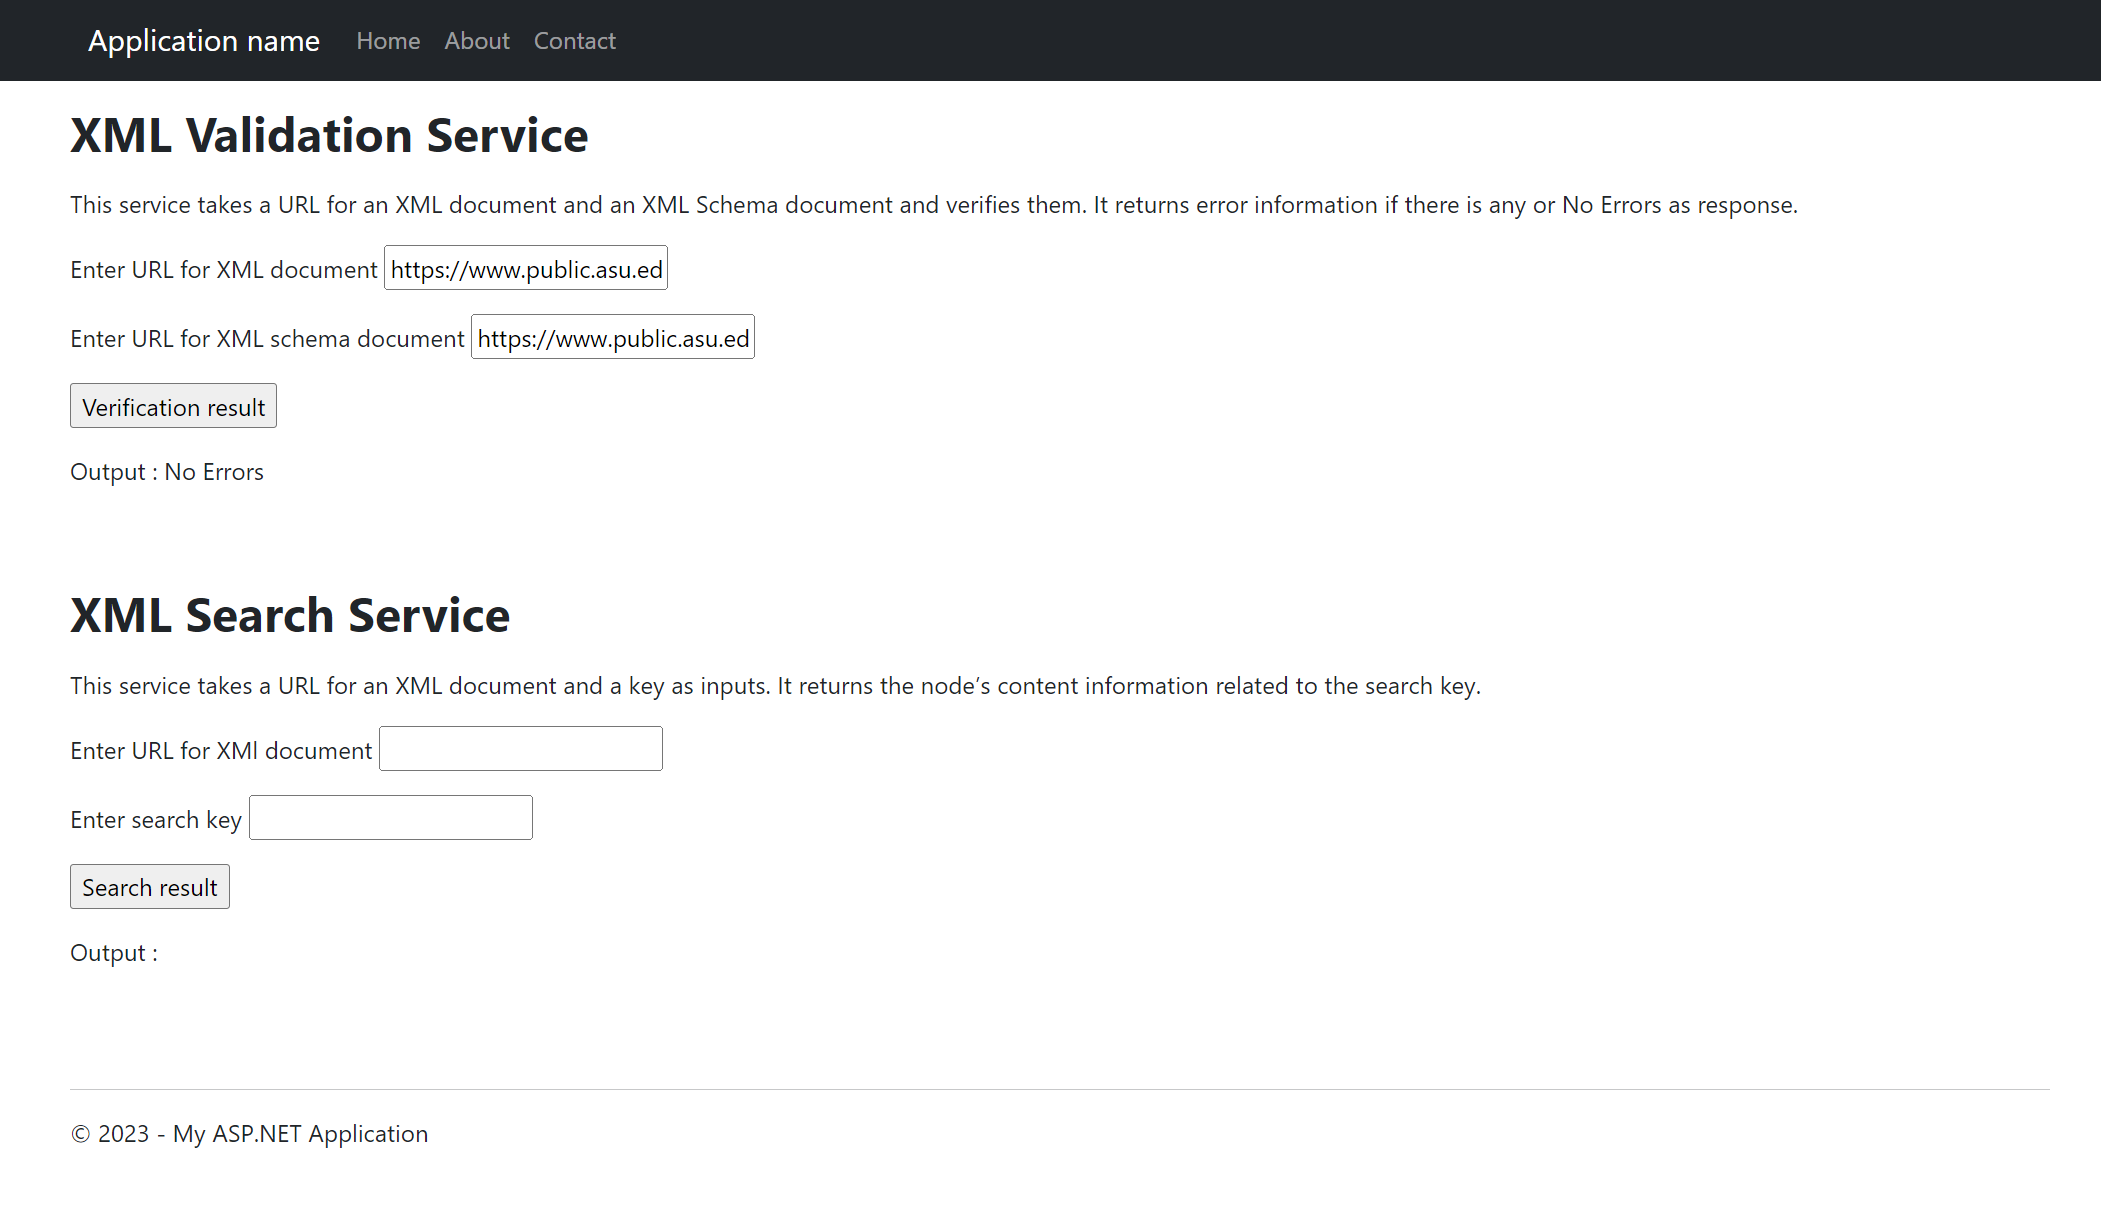 Application name Home About Contact
XML Validation Service
This service takes a URL for an XML document and an XML Schema document and verifies them. It returns error information if there is any or No Errors as response.
Enter URL for XML document https://www.public.asu.ed
Enter URL for XML schema document https://www.public.asu.ed
Verification result
Output : No Errors
XML Search Service
This service takes a URL for an XML document and a key as inputs. It returns the node’s content information related to the search key.
Enter URL for XMl document
Enter search key
Search result
Output :
© 2023 - My ASP.NET Application